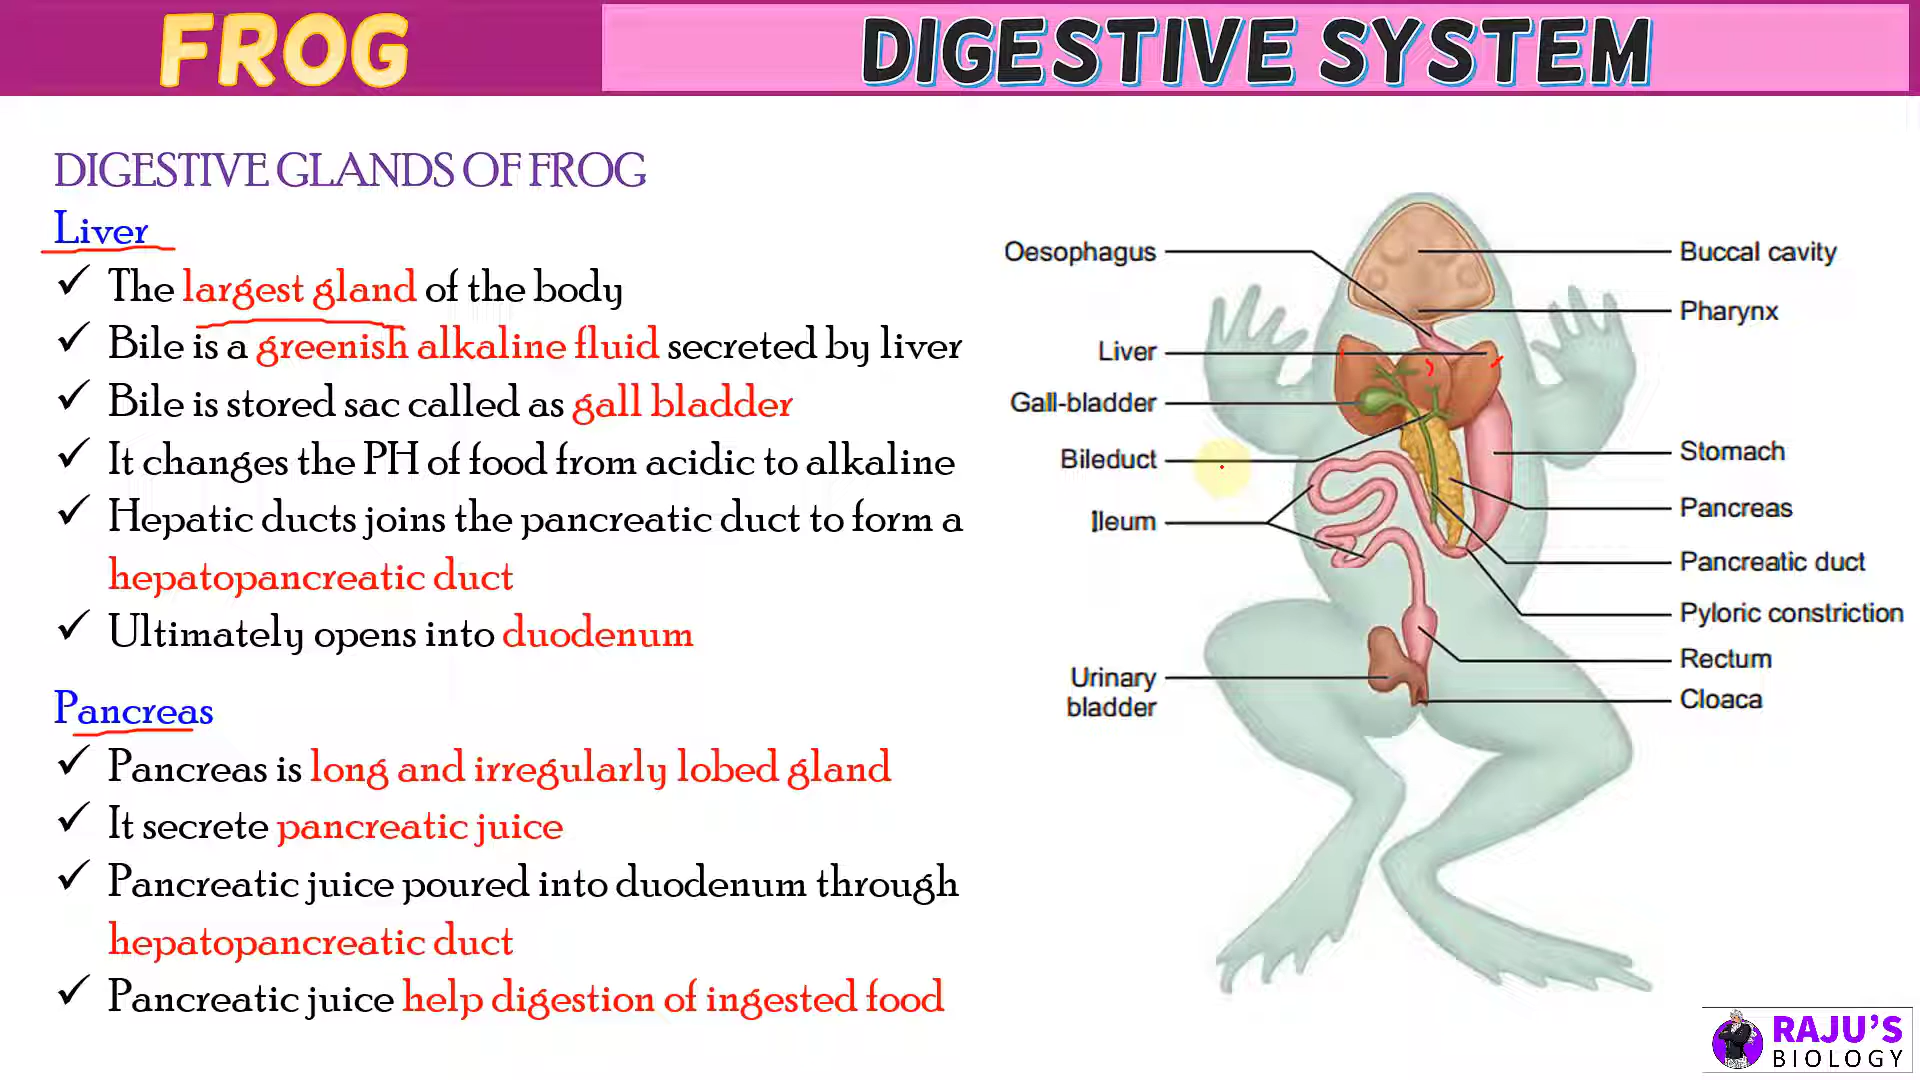 FROG
DIGESTIVE SYSTEM
DIGESTIVE GLANDS OF FROG
Liver
✓ The largest gland of the body
✓ Bile is a greenish alkaline fluid secreted by liver
✓ Bile is stored sac called as gall bladder
✓ It changes the PH of food from acidic to alkaline
✓ Hepatic ducts joins the pancreatic duct to form a
hepatopancreatic duct
✓ Ultimately opens into duodenum
Pancreas
✓ Pancreas is long and irregularly lobed gland
✓ It secrete pancreatic juice
✓ Pancreatic juice poured into duodenum through
hepatopancreatic duct
✓ Pancreatic juice help digestion of ingested food
Oesophagus
Liver
Gall-bladder
Bileduct
Ileum
Urinary
bladder
Buccal cavity
Pharynx
Stomach
Pancreas
Pancreatic duct
Pyloric constriction
Rectum
Cloaca
RAJU'S
BIOLOGY